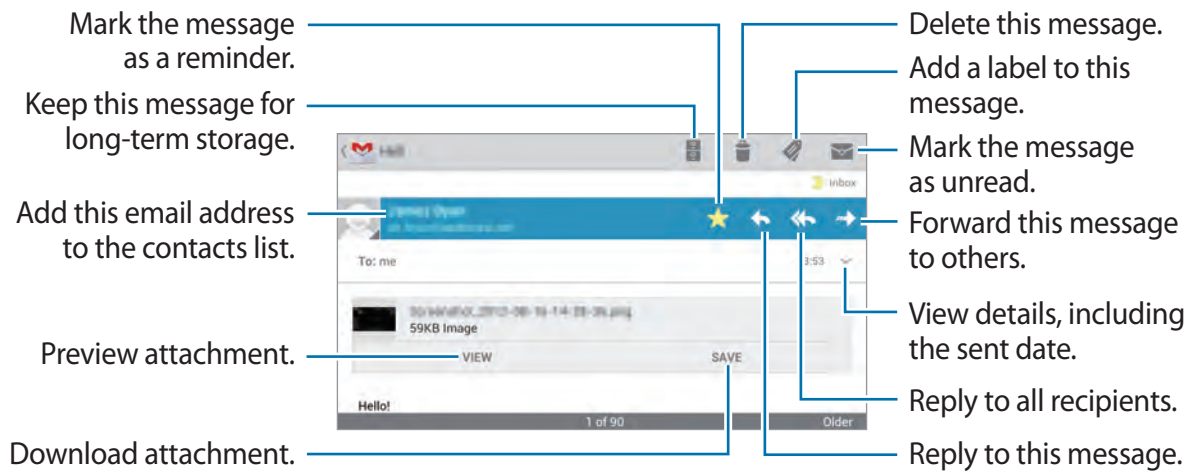 Mark the message
as a reminder.
Keep this message for
long-term storage.
Add this email address
to the contacts list.
Preview attachment.
Download attachment.
Hell
inbox
To: me
3:53
59KB Image
VIEW
SAVE
Hello!
1 of 90
Older
Delete this message.
Add a label to this
message.
Mark the message
as unread.
Forward this message
to others.
View details, including
the sent date.
Reply to all recipients.
Reply to this message.